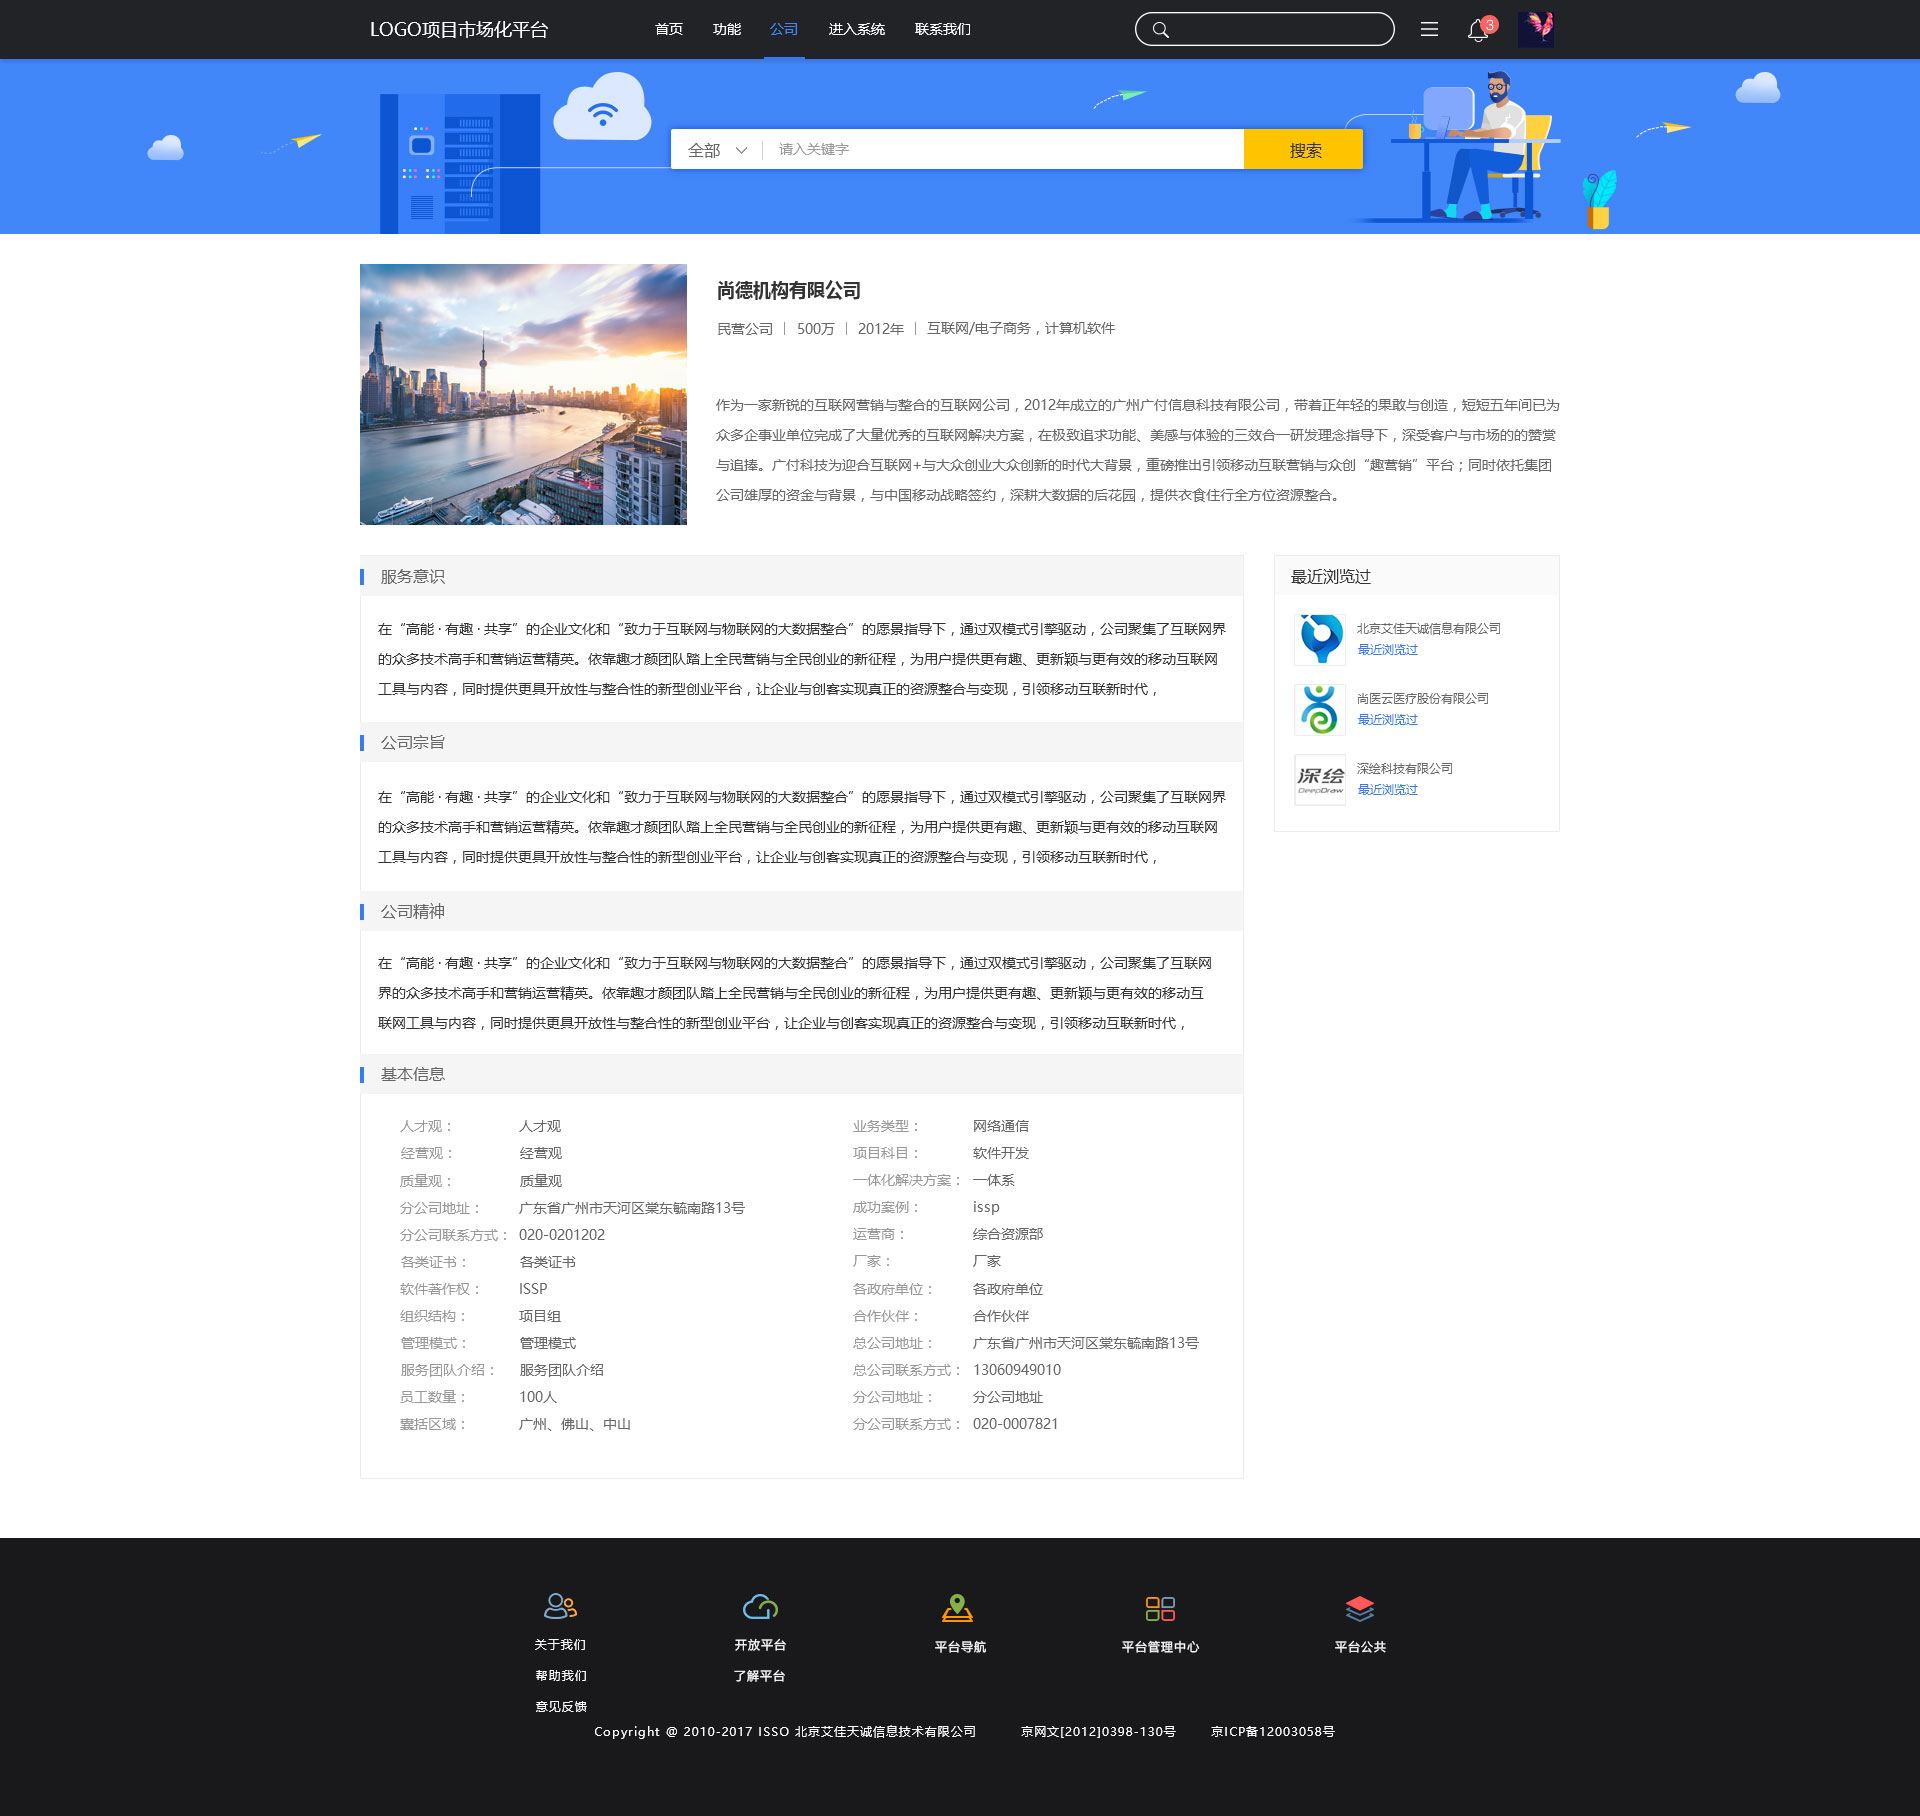 LOGO项目市场化平台
首页 功能 公司 进入系统 联系我们
3
全部 请入关键字 搜索
尚德机构有限公司
民营公司 | 500万 | 2012年 | 互联网/电子商务，计算机软件
作为一家新锐的互联网营销与整合的互联网公司，2012年成立的广州广付信息科技有限公司，带着正年轻的果敢与创造，短短五年间已为
众多企事业单位完成了大量优秀的互联网解决方案，在极致追求功能、美感与体验的三效合一研发理念指导下，深受客户与市场的的赞赏
与追捧。广付科技为迎合互联网+与大众创业大众创新的时代大背景，重磅推出引领移动互联营销与众创“趣营销”平台；同时依托集团
公司雄厚的资金与背景，与中国移动战略签约，深耕大数据的后花园，提供衣食住行全方位资源整合。
服务意识
在“高能·有趣·共享”的企业文化和“致力于互联网与物联网的大数据整合”的愿景指导下，通过双模式引擎驱动，公司聚集了互联网界
的众多技术高手和营销运营精英。依靠趣才颜团队踏上全民营销与全民创业的新征程，为用户提供更有趣、更新颖与更有效的移动互联网
工具与内容，同时提供更具开放性与整合性的新型创业平台，让企业与创客实现真正的资源整合与变现，引领移动互联新时代，
公司宗旨
在“高能·有趣·共享”的企业文化和“致力于互联网与物联网的大数据整合”的愿景指导下，通过双模式引擎驱动，公司聚集了互联网界
的众多技术高手和营销运营精英。依靠趣才颜团队踏上全民营销与全民创业的新征程，为用户提供更有趣、更新颖与更有效的移动互联网
工具与内容，同时提供更具开放性与整合性的新型创业平台，让企业与创客实现真正的资源整合与变现，引领移动互联新时代，
公司精神
在“高能·有趣·共享”的企业文化和“致力于互联网与物联网的大数据整合”的愿景指导下，通过双模式引擎驱动，公司聚集了互联网
界的众多技术高手和营销运营精英。依靠趣才颜团队踏上全民营销与全民创业的新征程，为用户提供更有趣、更新颖与更有效的移动互
联网工具与内容，同时提供更具开放性与整合性的新型创业平台，让企业与创客实现真正的资源整合与变现，引领移动互联新时代，
基本信息
人才观： 人才观
经营观： 经营观
质量观： 质量观
分公司地址： 广东省广州市天河区棠东毓南路13号
分公司联系方式： 020-0201202
各类证书： 各类证书
软件著作权： ISSP
组织结构： 项目组
管理模式： 管理模式
服务团队介绍： 服务团队介绍
员工数量： 100人
囊括区域： 广州、佛山、中山
业务类型： 网络通信
项目科目： 软件开发
一体化解决方案： 一体系
成功案例： issp
运营商： 综合资源部
厂家： 厂家
各政府单位： 各政府单位
合作伙伴： 合作伙伴
总公司地址： 广东省广州市天河区棠东毓南路13号
总公司联系方式： 13060949010
分公司地址： 分公司地址
分公司联系方式： 020-0007821
最近浏览过
北京艾佳天诚信息有限公司
最近浏览过
尚医云医疗股份有限公司
最近浏览过
深绘
DeepDraw
深绘科技有限公司
最近浏览过
关于我们
帮助我们
意见反馈
开放平台
了解平台
平台导航
平台管理中心
平台公共
Copyright @ 2010-2017 ISSO 北京艾佳天诚信息技术有限公司 京网文[2012]0398-130号 京ICP备12003058号